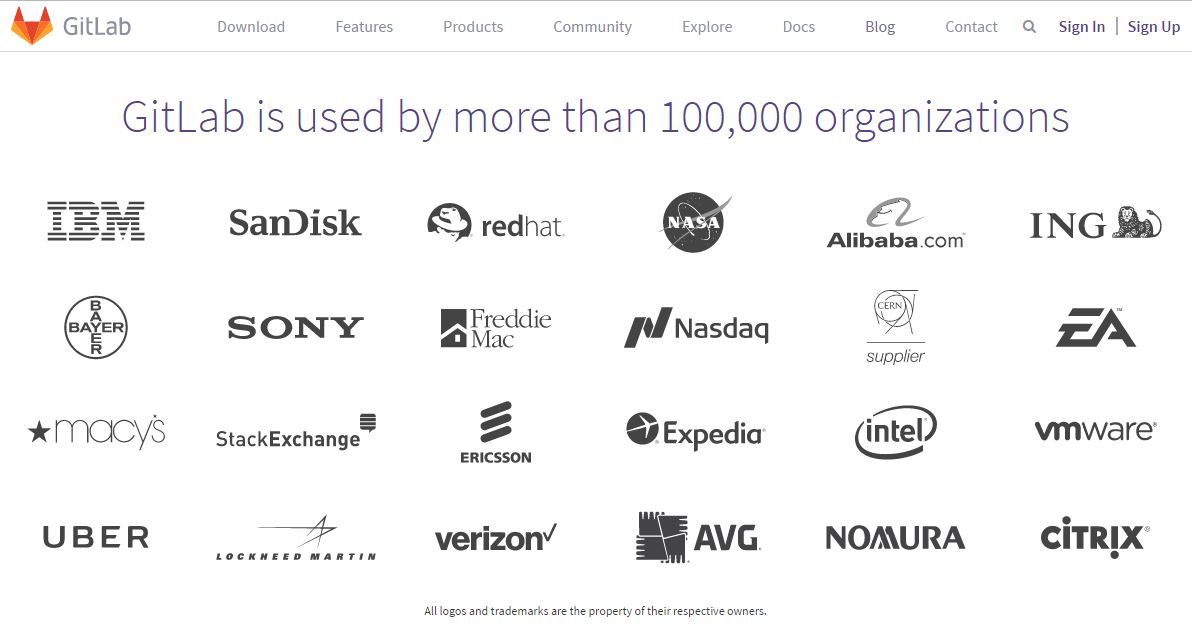 GitLab
Download Features Products Community Explore Docs Blog Contact Sign In | Sign Up
GitLab is used by more than 100,000 organizations
IBM SanDisk redhat. NASA Alibaba.com ING
BAYER BAYER SONY Freddie Mac Nasdaq CERN supplier EA™
macy's StackExchange ERICSSON Expedia® intel® vmware®
UBER LOCKHEED MARTIN verizon AVG. NOMURA CITRIX®
All logos and trademarks are the property of their respective owners.